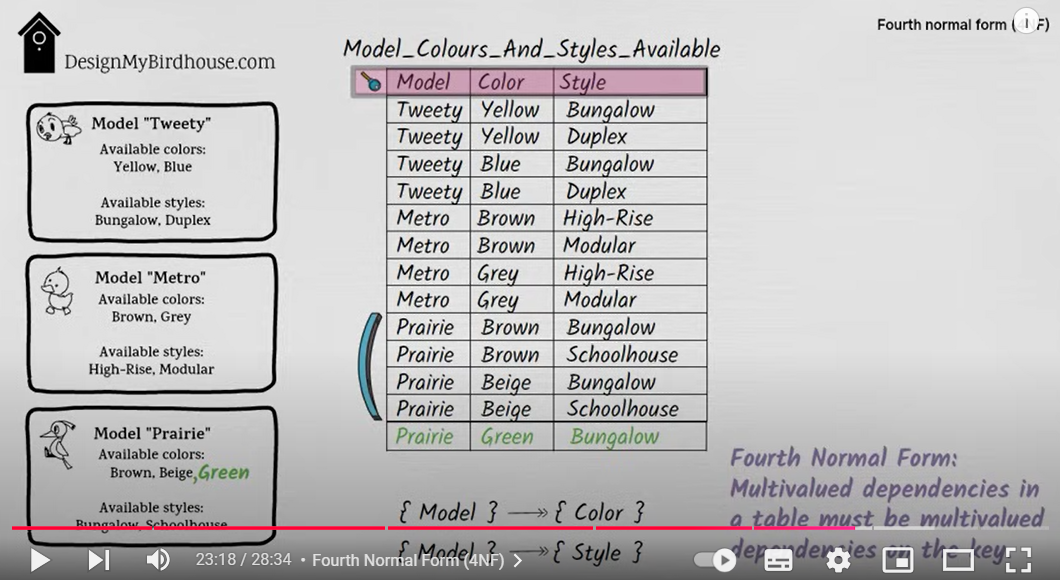 Fourth normal form (4NF)
DesignMyBirdhouse.com
Model "Tweety"
Available colors:
Yellow, Blue
Available styles:
Bungalow, Duplex
Model "Metro"
Available colors:
Brown, Grey
Available styles:
High-Rise, Modular
Model "Prairie"
Available colors:
Brown, Beige, Green
Available styles:
Bungalow, Schoolhouse
Model_Colours_And_Styles_Available
Model Color Style
Tweety Yellow Bungalow
Tweety Yellow Duplex
Tweety Blue Bungalow
Tweety Blue Duplex
Metro Brown High-Rise
Metro Brown Modular
Metro Grey High-Rise
Metro Grey Modular
Prairie Brown Bungalow
Prairie Brown Schoolhouse
Prairie Beige Bungalow
Prairie Beige Schoolhouse
Prairie Green Bungalow
{ Model } —»> { Color }
{ Model } —»> { Style }
Fourth Normal Form:
Multivalued dependencies in
a table must be multivalued
dependencies on the key
23:18 / 28:34 • Fourth Normal Form (4NF) >